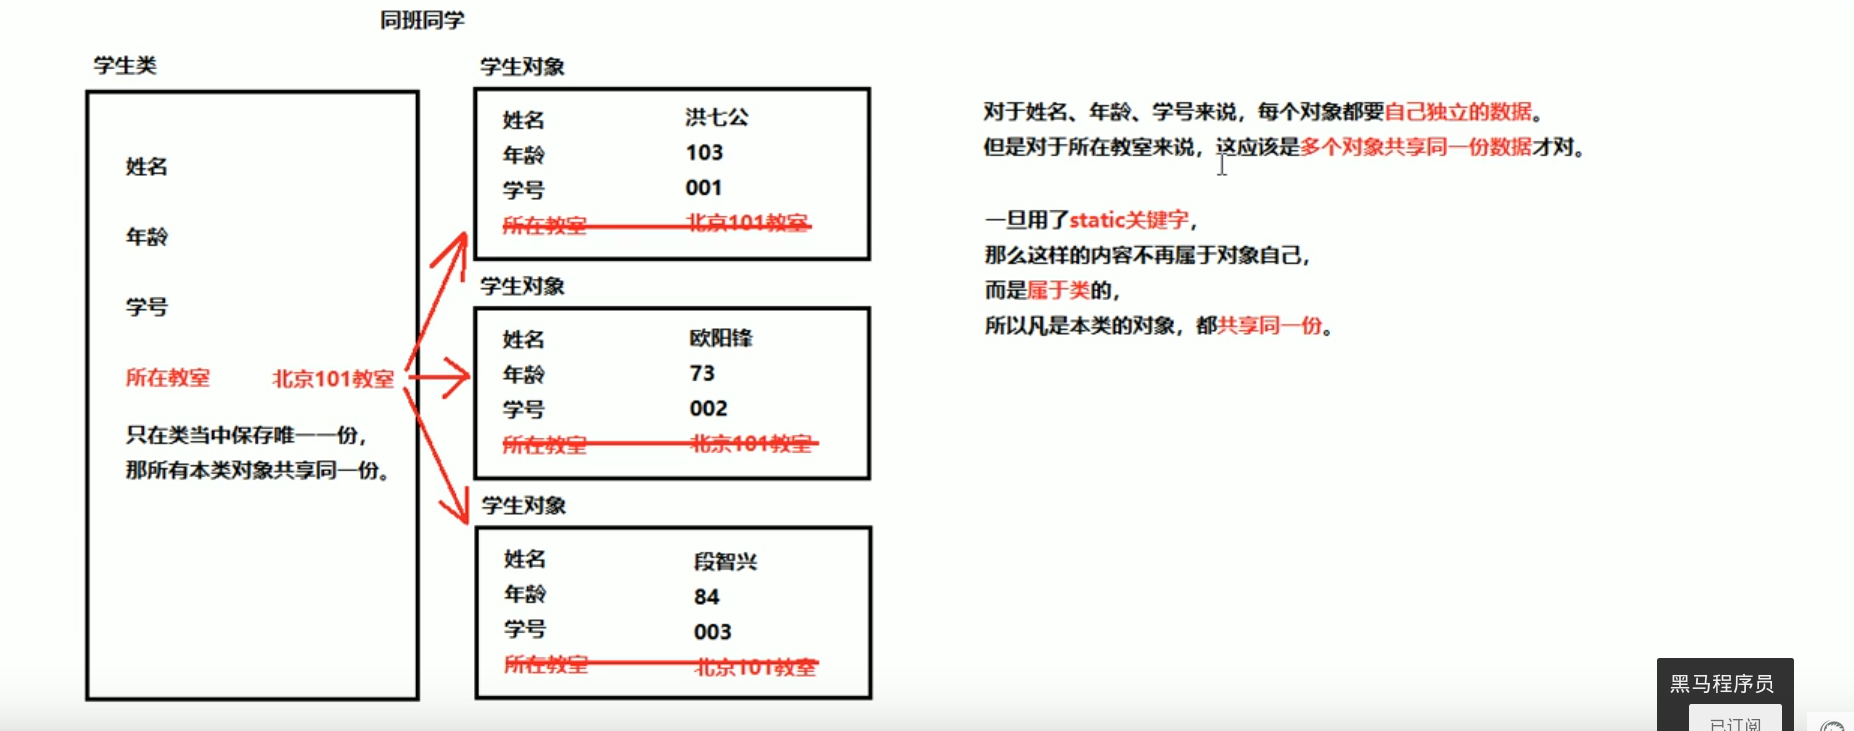 同班同学
学生类
姓名
年龄
学号
所在教室 北京101教室
只在类当中保存唯一一份，
那所有本类对象共享同一份。
学生对象
姓名 洪七公
年龄 103
学号 001
所在教室 北京101教室
学生对象
姓名 欧阳锋
年龄 73
学号 002
所在教室 北京101教室
学生对象
姓名 段智兴
年龄 84
学号 003
所在教室 北京101教室
对于姓名、年龄、学号来说，每个对象都要自己独立的数据。
但是对于所在教室来说，这应该是多个对象共享同一份数据才对。
一旦用了static关键字，
那么这样的内容不再属于对象自己，
而是属于类的，
所以凡是本类的对象，都共享同一份。
黑马程序员
已订阅